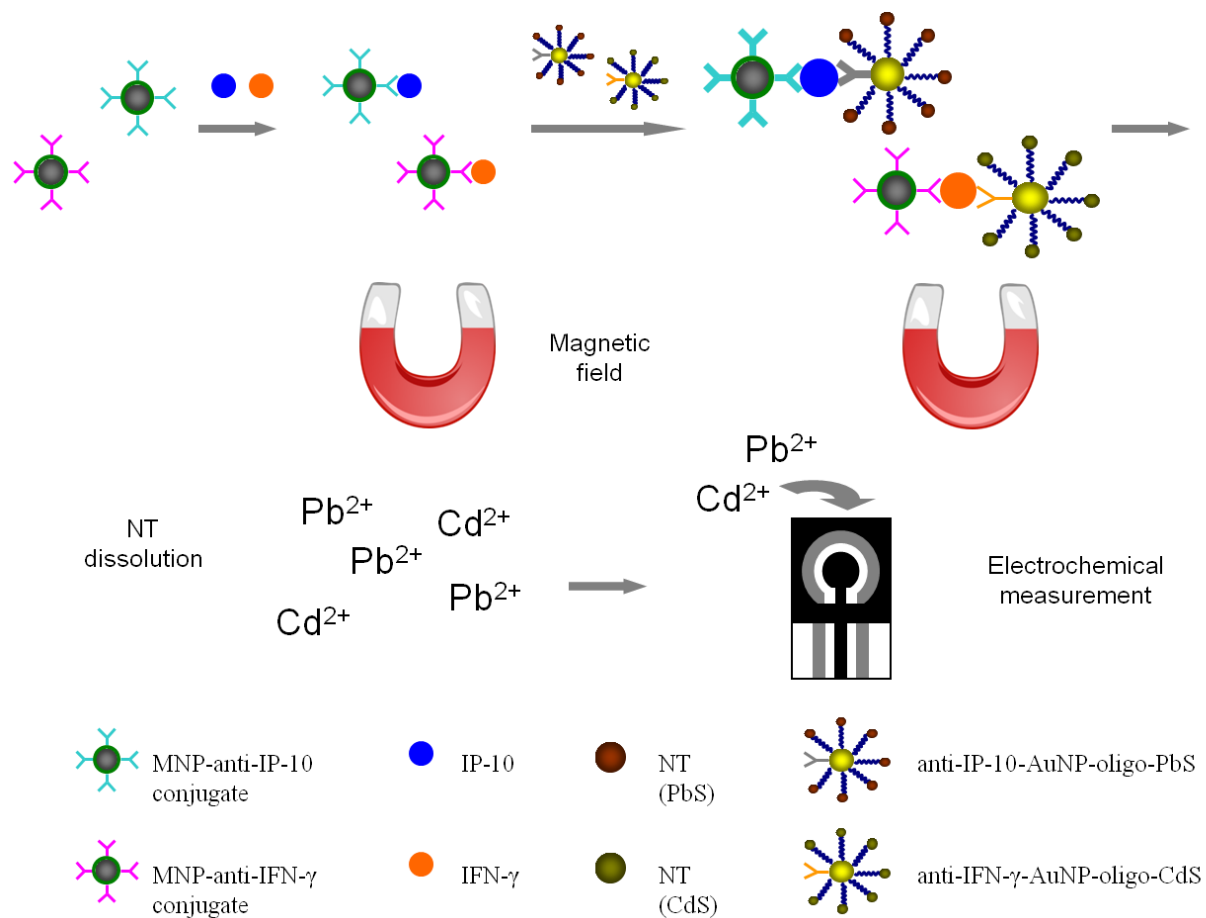 Magnetic
field
Pb²⁺
Cd²⁺
NT
dissolution
Pb²⁺
Cd²⁺
Pb²⁺
Pb²⁺
Cd²⁺
Electrochemical
measurement
MNP-anti-IP-10
conjugate
IP-10
NT
(PbS)
anti-IP-10-AuNP-oligo-PbS
MNP-anti-IFN-γ
conjugate
IFN-γ
NT
(CdS)
anti-IFN-γ-AuNP-oligo-CdS